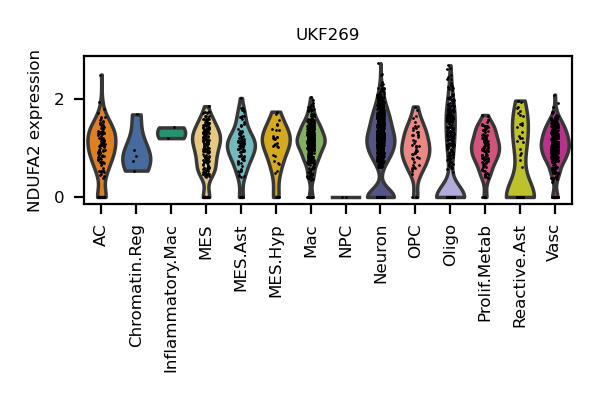 UKF269
NDUFA2 expression
2
0
AC
Chromatin.Reg
Inflammatory.Mac
MES
MES.Ast
MES.Hyp
Mac
NPC
Neuron
OPC
Oligo
Prolif.Metab
Reactive.Ast
Vasc